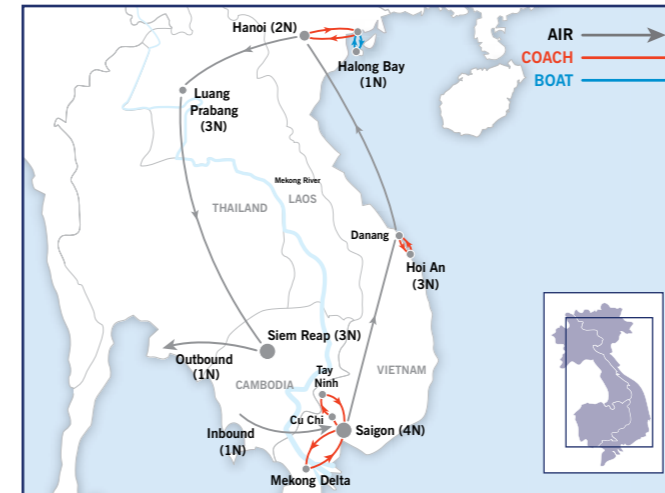 Hanoi (2N)
AIR
COACH
BOAT
Halong Bay
(1N)
Luang
Prabang
(3N)
Mekong River
LAOS
THAILAND
Danang
Hoi An
(3N)
Siem Reap (3N)
Outbound
(1N)
VIETNAM
Tay
Ninh
CAMBODIA
Cu Chi
Saigon (4N)
Inbound
(1N)
Mekong Delta